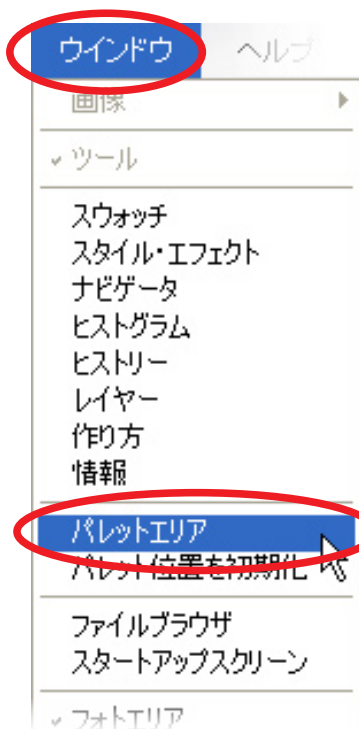 ウインドウ ヘルプ
画像
ツール
スウォッチ
スタイル・エフェクト
ナビゲータ
ヒストグラム
ヒストリー
レイヤー
作り方
情報
パレットエリア
パレット位置を初期化
ファイルブラウザ
スタートアップスクリーン
フォトエリア